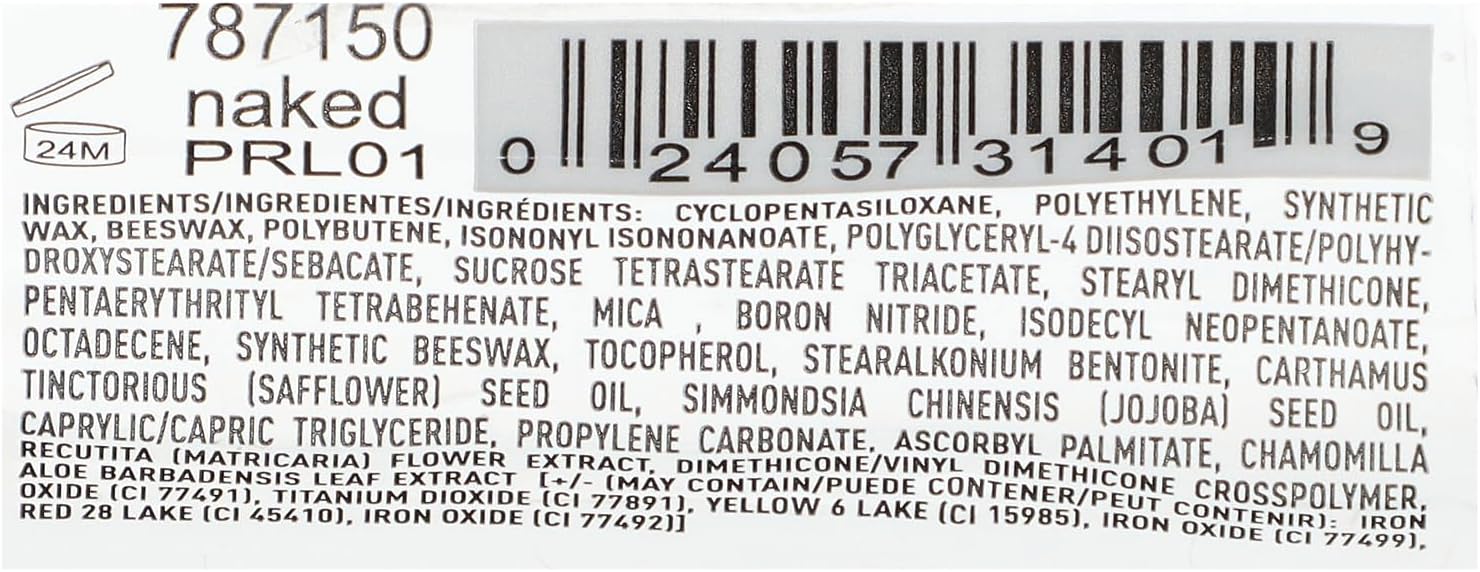 787150
naked
PRL01
24M
0 24057 31401 9
INGREDIENTS/INGREDIENTES/INGRÉDIENTS: CYCLOPENTASILOXANE, POLYETHYLENE, SYNTHETIC
WAX, BEESWAX, POLYBUTENE, ISONONYL ISONONANOATE, POLYGLYCERYL-4 DIISOSTEARATE/POLYHY-
DROXYSTEARATE/SEBACATE, SUCROSE TETRASTEARATE TRIACETATE, STEARYL DIMETHICONE,
PENTAERYTHRITYL TETRABEHENATE, MICA , BORON NITRIDE, ISODECYL NEOPENTANOATE,
OCTADECENE, SYNTHETIC BEESWAX, TOCOPHEROL, STEARALKONIUM BENTONITE, CARTHAMUS
TINCTORIOUS (SAFFLOWER) SEED OIL, SIMMONDSIA CHINENSIS (JOJOBA) SEED OIL,
CAPRYLIC/CAPRIC TRIGLYCERIDE, PROPYLENE CARBONATE, ASCORBYL PALMITATE, CHAMOMILLA
RECUTITA (MATRICARIA) FLOWER EXTRACT, DIMETHICONE/VINYL DIMETHICONE CROSSPOLYMER,
ALOE BARBADENSIS LEAF EXTRACT [+/- (MAY CONTAIN/PUEDE CONTENER/PEUT CONTENIR): IRON
OXIDE (CI 77491), TITANIUM DIOXIDE (CI 77891), YELLOW 6 LAKE (CI 15985), IRON OXIDE (CI 77499),
RED 28 LAKE (CI 45410), IRON OXIDE (CI 77492)]